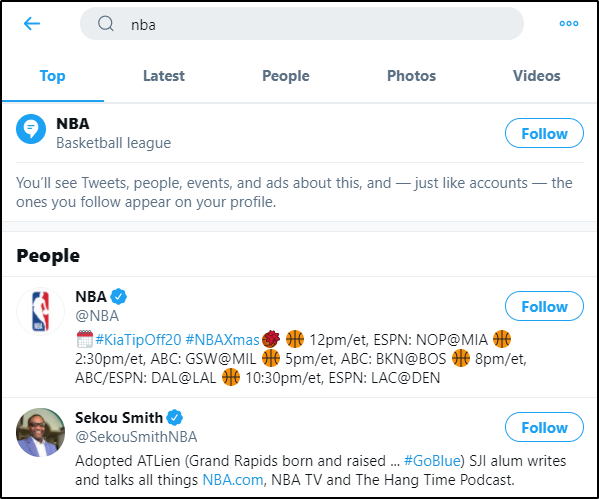 nba
Top Latest People Photos Videos
NBA
Basketball league
Follow
You’ll see Tweets, people, events, and ads about this, and — just like accounts — the
ones you follow appear on your profile.
People
NBA
@NBA
Follow
🗓️#KiaTipOff20 #NBAXmas 🏀 12pm/et, ESPN: NOP@MIA 🏀
2:30pm/et, ABC: GSW@MIL 🏀 5pm/et, ABC: BKN@BOS 🏀 8pm/et,
ABC/ESPN: DAL@LAL 🏀 10:30pm/et, ESPN: LAC@DEN
NBA
Sekou Smith
@SekouSmithNBA
Follow
Adopted ATLien (Grand Rapids born and raised ... #GoBlue) SJI alum writes
and talks all things NBA.com, NBA TV and The Hang Time Podcast.